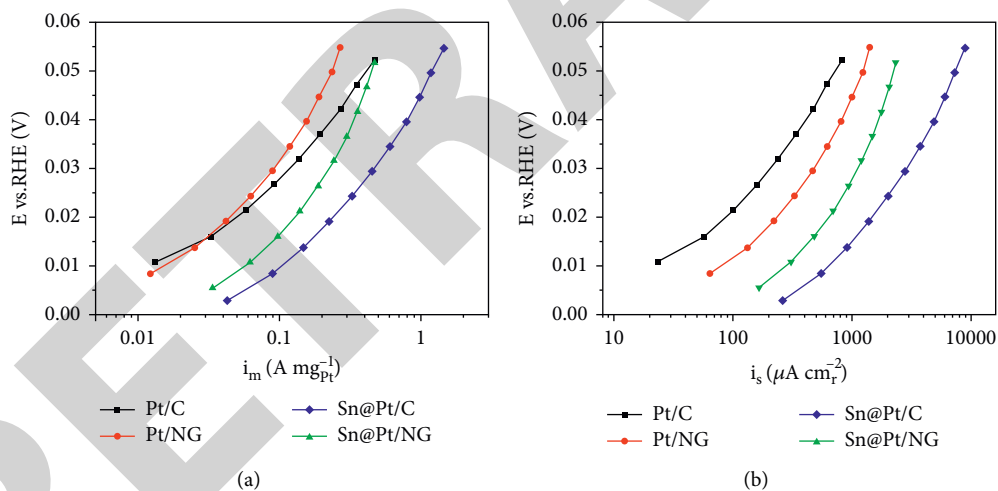 0.06
0.05
0.04
0.03
0.02
0.01
0.00
E vs.RHE (V)
0.01
0.1
1
i_m (A mg_Pt^–1)
Pt/C
Pt/NG
Sn@Pt/C
Sn@Pt/NG
(a)
0.06
0.05
0.04
0.03
0.02
0.01
0.00
E vs.RHE (V)
10
100
1000
10000
i_s (μA cm_r^–2)
Pt/C
Pt/NG
Sn@Pt/C
Sn@Pt/NG
(b)